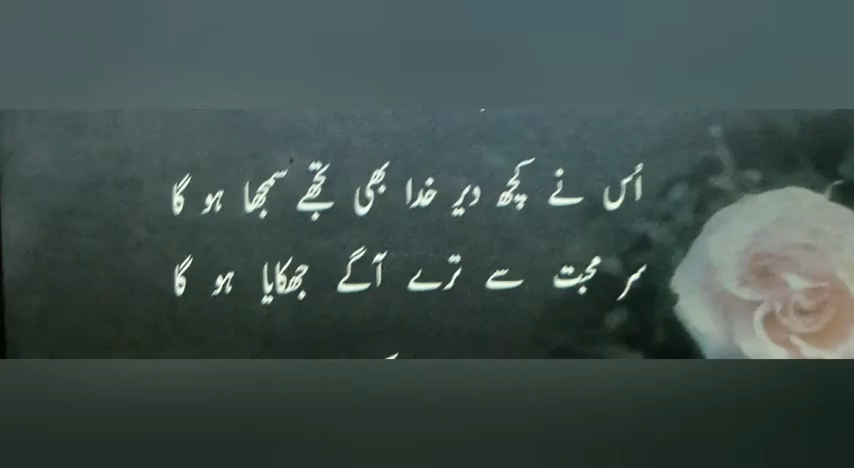 اُس نے کچھ دیر خدا بھی تجھے سمجھا ہو گا
سر محبت سے ترے آگے جھکایا ہو گا